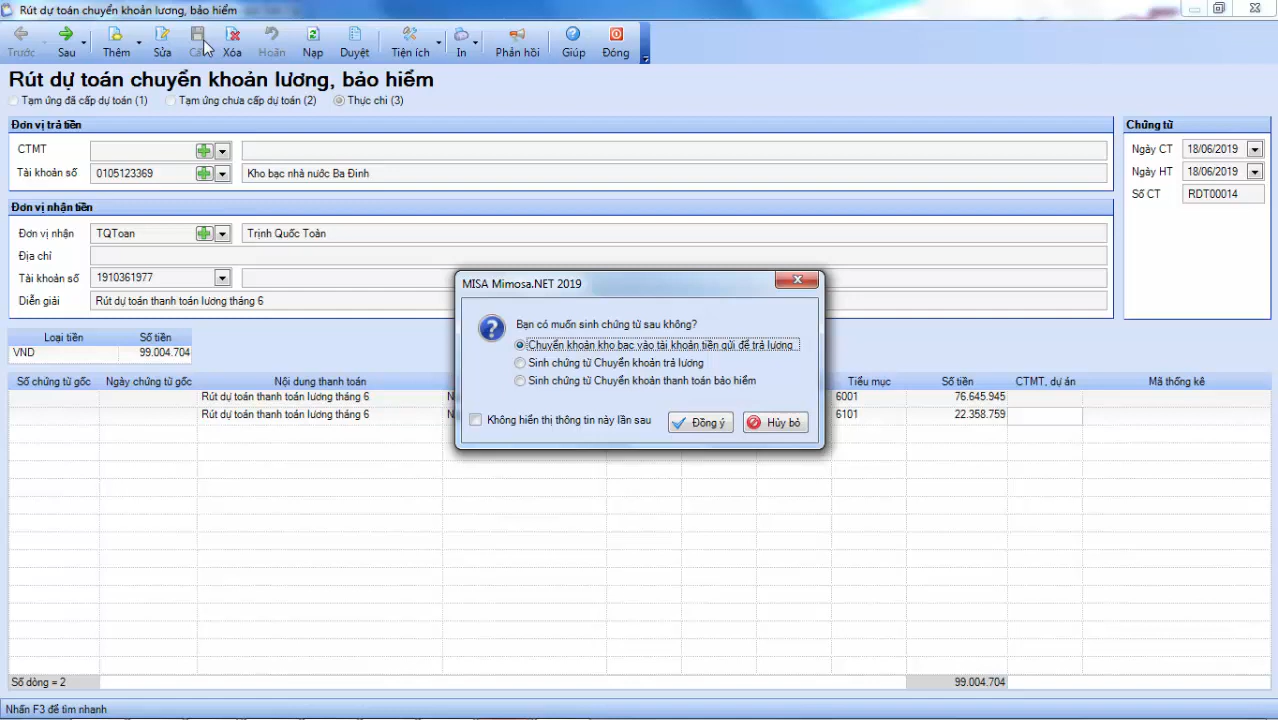 Rút dự toán chuyển khoản lương, bảo hiểm
Trước Sau Thêm Sửa Xóa Hoãn Nạp Duyệt Tiện ích In Phản hồi Giúp Đóng
Rút dự toán chuyển khoản lương, bảo hiểm
Tạm ứng đã cấp dự toán (1) Tạm ứng chưa cấp dự toán (2) Thực chi (3)
Đơn vị trả tiền Chứng từ
CTMT Ngày CT 18/06/2019
Tài khoản số 0105123369 Kho bạc nhà nước Ba Đình Ngày HT 18/06/2019
Số CT RDT00014
Đơn vị nhận tiền
Đơn vị nhận TQToan Trịnh Quốc Toàn
Địa chỉ
Tài khoản số 1910361977
Diễn giải Rút dự toán thanh toán lương tháng 6
MISA Mimosa.NET 2019
Bạn có muốn sinh chứng từ sau không?
Chuyển khoản kho bạc vào tài khoản tiền gửi để trả lương
Sinh chứng từ Chuyển khoản trả lương
Sinh chứng từ Chuyển khoản thanh toán bảo hiểm
Không hiển thị thông tin này lần sau Đồng ý Hủy bỏ
Loại tiền Số tiền
VND 99.004.704
Số chứng từ gốc Ngày chứng từ gốc Nội dung thanh toán Tiểu mục Số tiền CTMT, dự án Mã thống kê
Rút dự toán thanh toán lương tháng 6 6001 76.645.945
Rút dự toán thanh toán lương tháng 6 6101 22.358.759
Số dòng = 2 99.004.704
Nhấn F3 để tìm nhanh